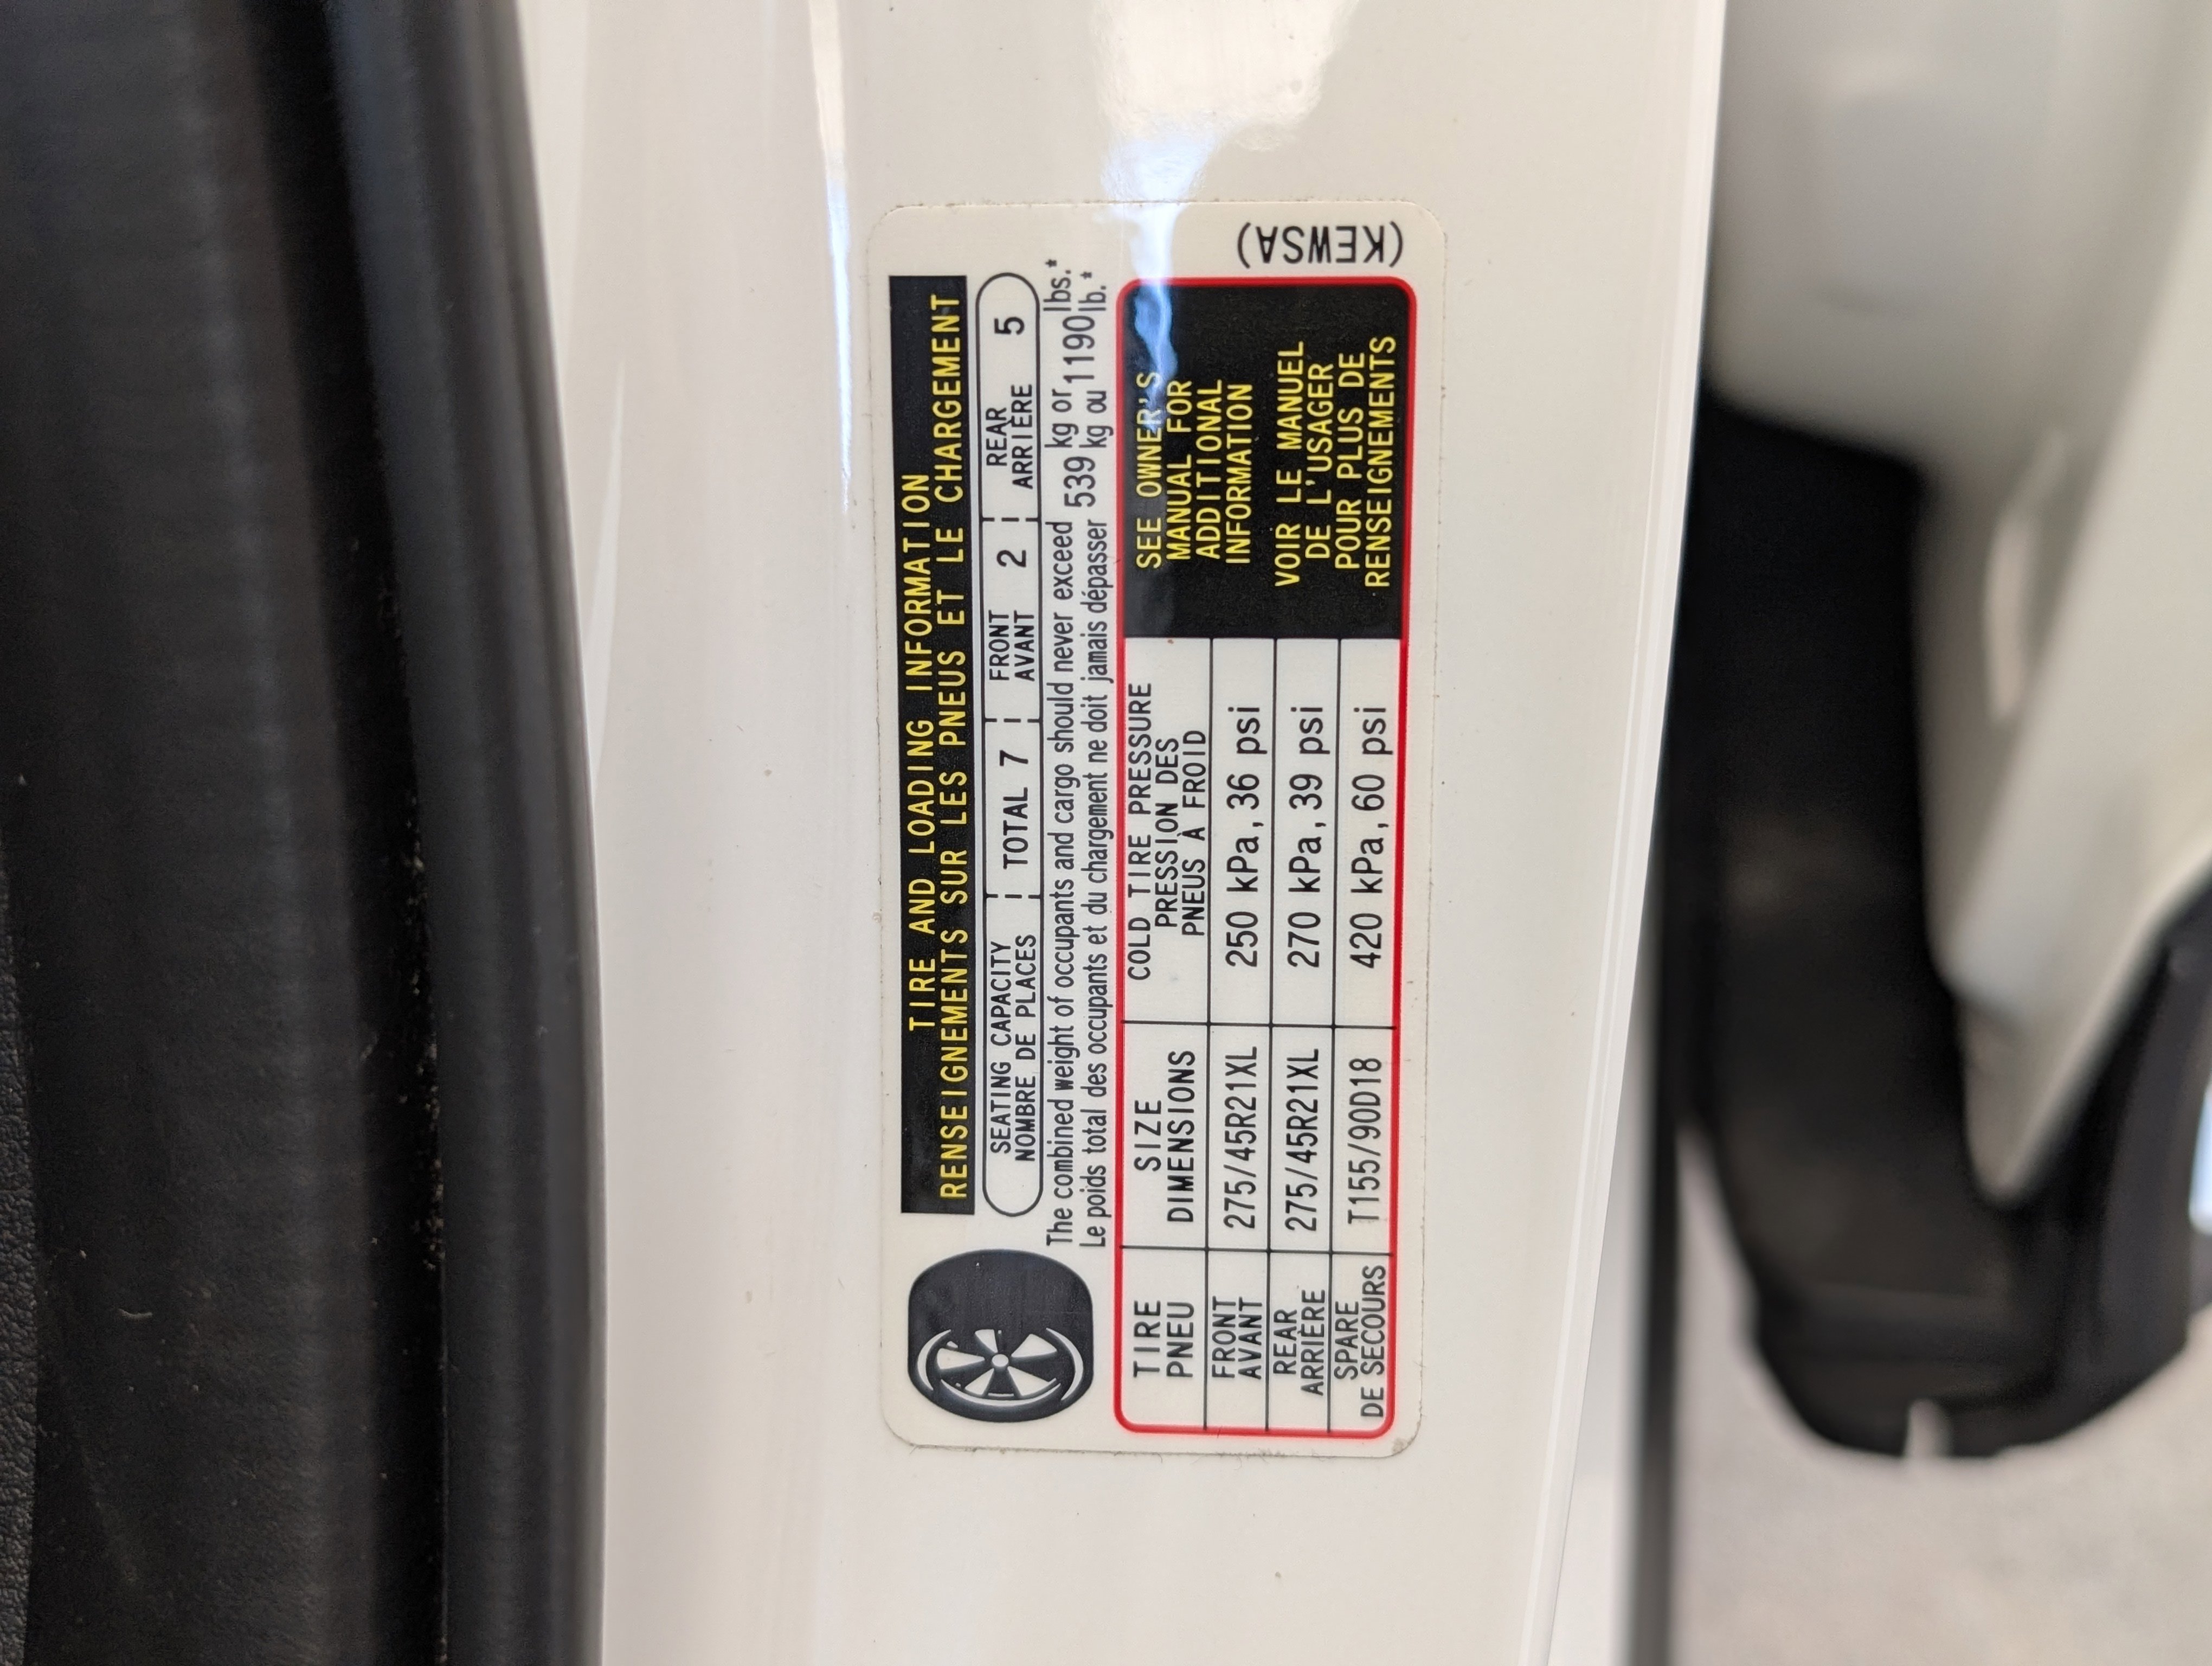 TIRE AND LOADING INFORMATION
RENSEIGNEMENTS SUR LES PNEUS ET LE CHARGEMENT
SEATING CAPACITY
NOMBRE DE PLACES
TOTAL 7
FRONT
AVANT
2
REAR
ARRIÈRE
5
The combined weight of occupants and cargo should never exceed 539 kg or 1190 lbs.*
Le poids total des occupants et du chargement ne doit jamais dépasser 539 kg ou 1190 lb.*
TIRE
PNEU
SIZE
DIMENSIONS
COLD TIRE PRESSURE
PRESSION DES
PNEUS À FROID
FRONT
AVANT
275/45R21XL
250 kPa, 36 psi
REAR
ARRIÈRE
275/45R21XL
270 kPa, 39 psi
SPARE
DE SECOURS
T155/90D18
420 kPa, 60 psi
SEE OWNER'S
MANUAL FOR
ADDITIONAL
INFORMATION
VOIR LE MANUEL
DE L'USAGER
POUR PLUS DE
RENSEIGNEMENTS
(KEWSA)